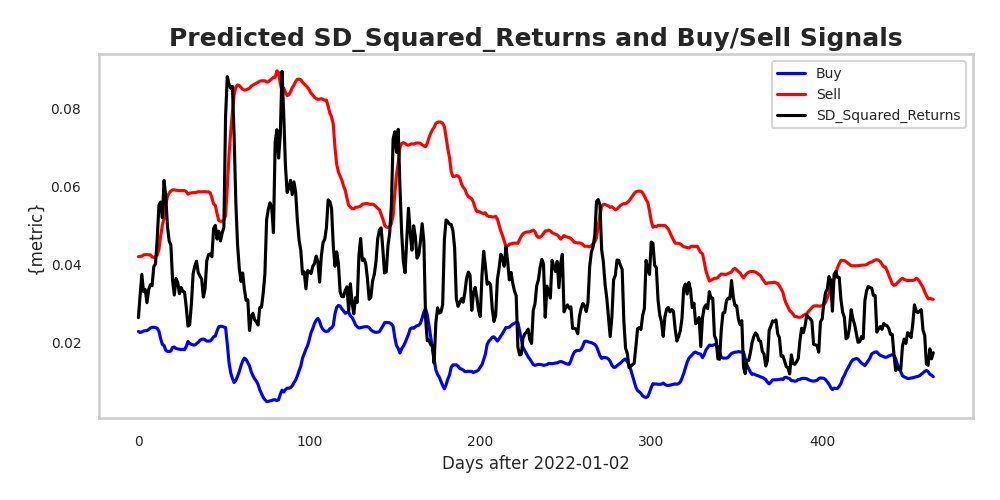 Predicted SD_Squared_Returns and Buy/Sell Signals
Buy
Sell
SD_Squared_Returns
0.08
0.06
0.04
0.02
{metric}
0
100
200
300
400
Days after 2022-01-02